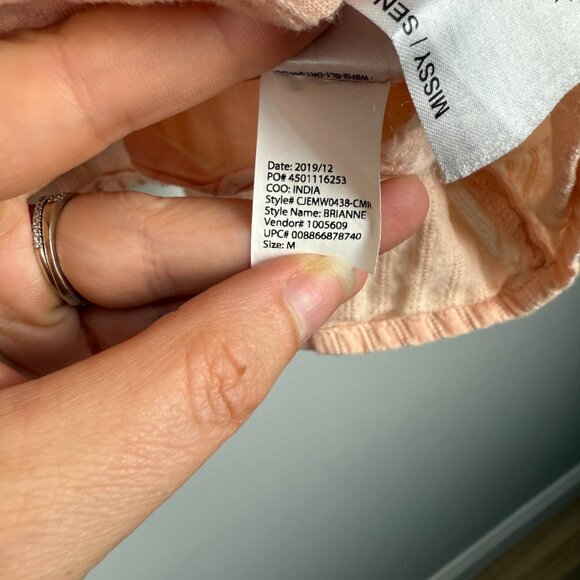 MISSY / SEN
Date: 2019/12
PO# 4501116253
COO: INDIA
Style# CJEMW0438-CMR
Style Name: BRIANNE
Vendor# 1005609
UPC# 008866878740
Size: M